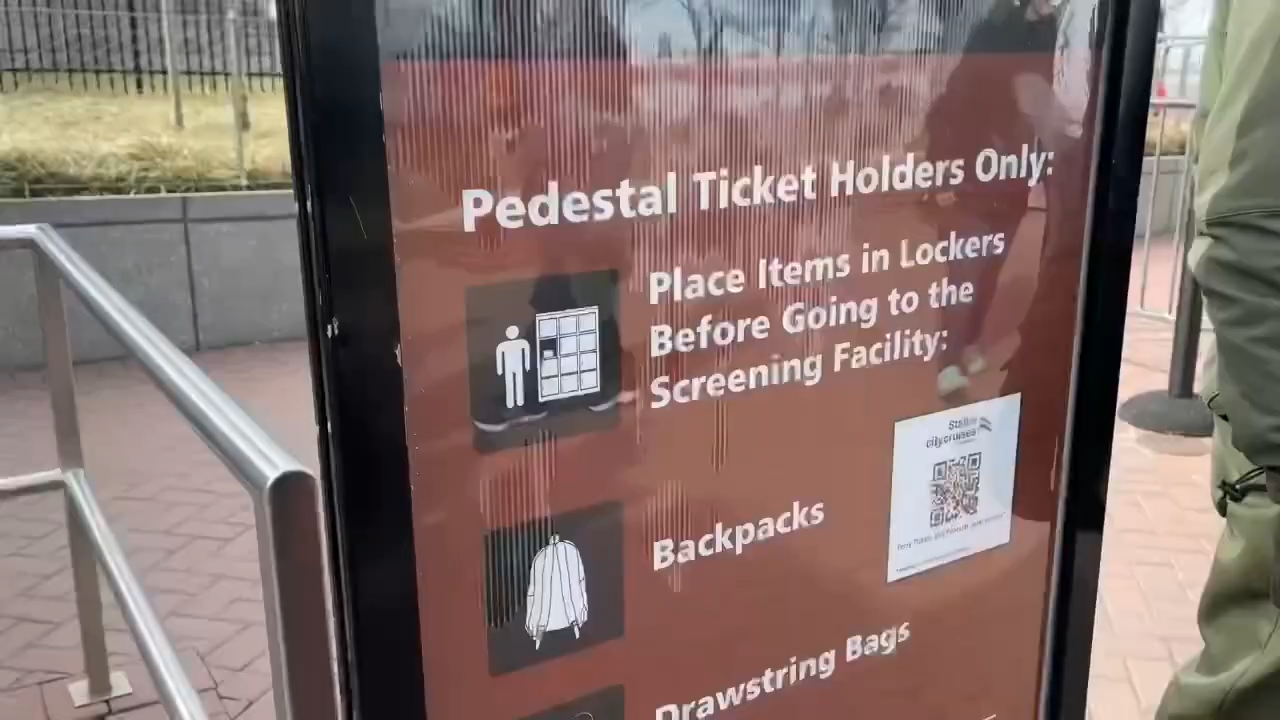 Pedestal Ticket Holders Only:
Place Items in Lockers
Before Going to the
Screening Facility:
citycruises
Backpacks
Drawstring Bags